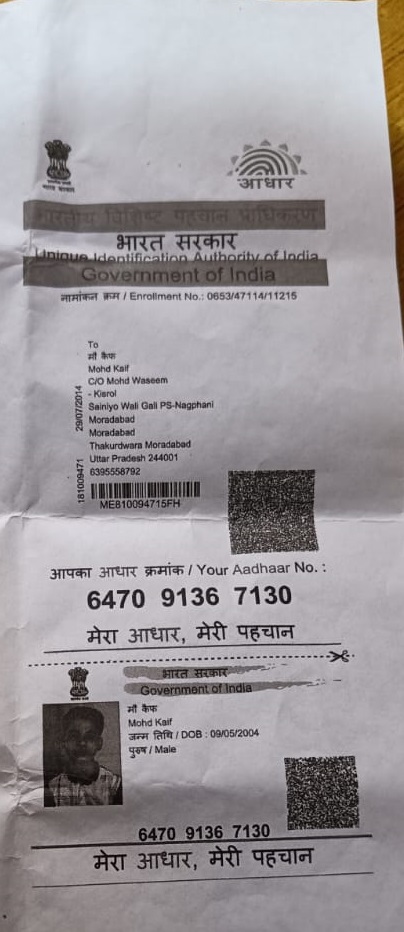 आधार
भारतीय विशिष्ट पहचान प्राधिकरण
भारत सरकार
Unique Identification Authority of India
Government of India
नामांकन क्रम / Enrollment No.: 0653/47114/11215
To
मौ कैफ
Mohd Kaif
C/O Mohd Waseem
- Kisrol
Sainiyo Wali Gali PS-Nagphani
Moradabad
Moradabad
Thakurdwara Moradabad
Uttar Pradesh 244001
6395558792
29/07/2014
181009471
ME810094715FH
आपका आधार क्रमांक / Your Aadhaar No. :
6470 9136 7130
मेरा आधार, मेरी पहचान
भारत सरकार
Government of India
मौ कैफ
Mohd Kaif
जन्म तिथि / DOB : 09/05/2004
पुरुष / Male
6470 9136 7130
मेरा आधार, मेरी पहचान